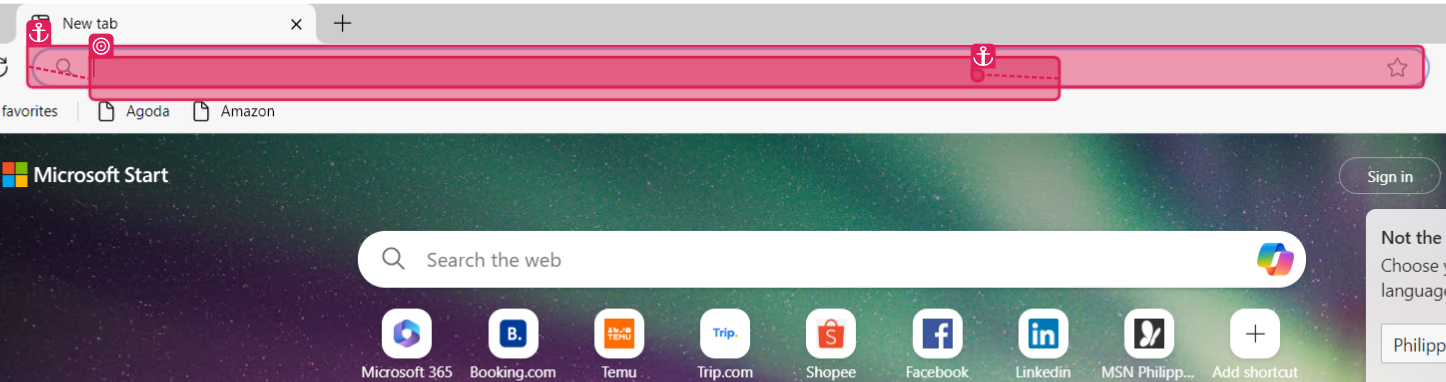 New tab
favorites
Agoda
Amazon
Microsoft Start
Sign in
Search the web
Not the
Choose
language
Philipp
Microsoft 365
Booking.com
Temu
Trip.com
Shopee
Facebook
Linkedin
MSN Philipp...
Add shortcut
B.
TEMU
Trip.
in